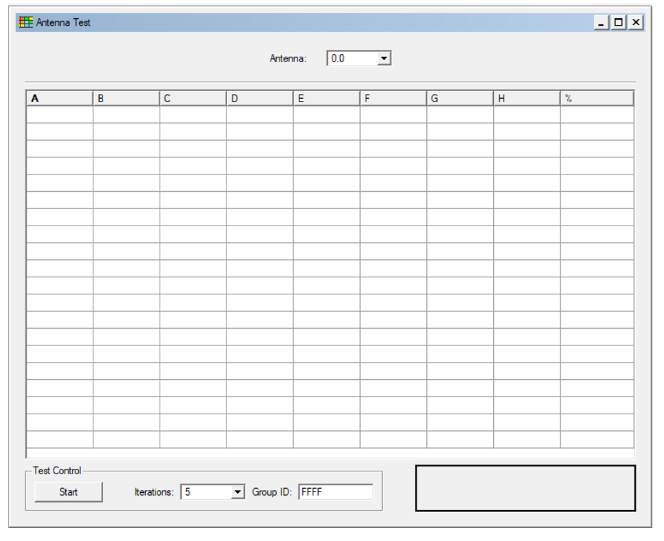 Antenna Test
Antenna: 0.0
A B C D E F G H %
Test Control
Start Iterations: 5 Group ID: FFFF